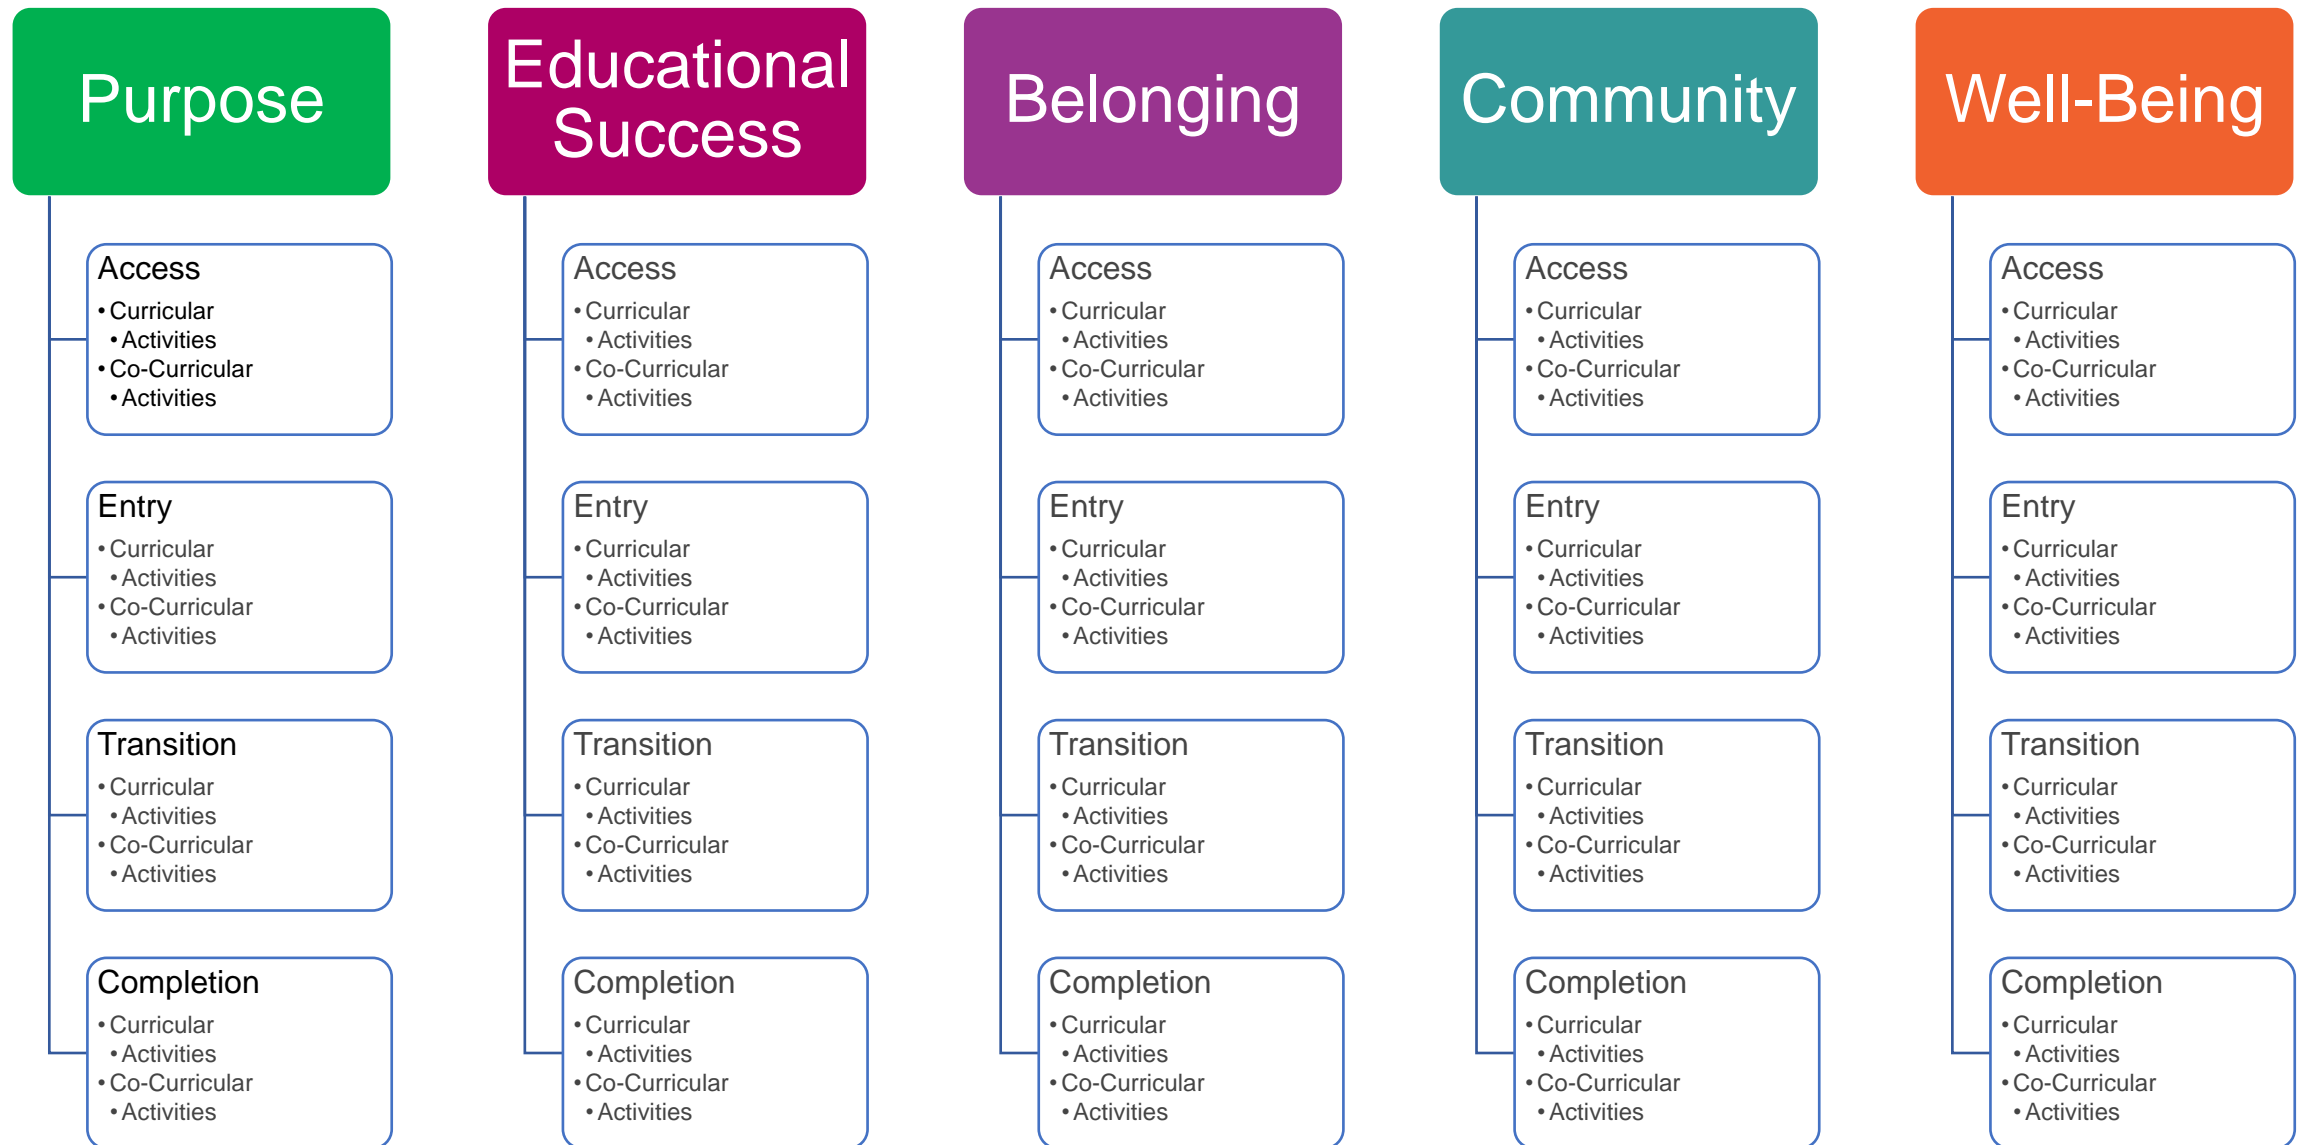 Purpose
Access
• Curricular
• Activities
• Co-Curricular
• Activities
Entry
• Curricular
• Activities
• Co-Curricular
• Activities
Transition
• Curricular
• Activities
• Co-Curricular
• Activities
Completion
• Curricular
• Activities
• Co-Curricular
• Activities
Educational
Success
Access
• Curricular
• Activities
• Co-Curricular
• Activities
Entry
• Curricular
• Activities
• Co-Curricular
• Activities
Transition
• Curricular
• Activities
• Co-Curricular
• Activities
Completion
• Curricular
• Activities
• Co-Curricular
• Activities
Belonging
Access
• Curricular
• Activities
• Co-Curricular
• Activities
Entry
• Curricular
• Activities
• Co-Curricular
• Activities
Transition
• Curricular
• Activities
• Co-Curricular
• Activities
Completion
• Curricular
• Activities
• Co-Curricular
• Activities
Community
Access
• Curricular
• Activities
• Co-Curricular
• Activities
Entry
• Curricular
• Activities
• Co-Curricular
• Activities
Transition
• Curricular
• Activities
• Co-Curricular
• Activities
Completion
• Curricular
• Activities
• Co-Curricular
• Activities
Well-Being
Access
• Curricular
• Activities
• Co-Curricular
• Activities
Entry
• Curricular
• Activities
• Co-Curricular
• Activities
Transition
• Curricular
• Activities
• Co-Curricular
• Activities
Completion
• Curricular
• Activities
• Co-Curricular
• Activities